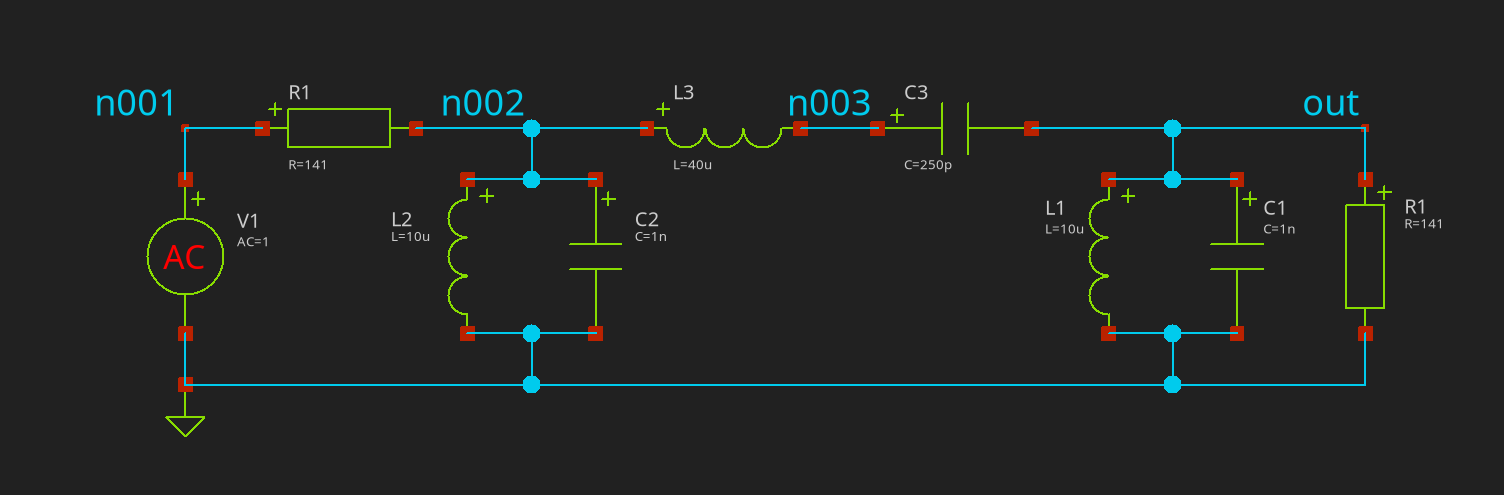 n001
R1
R=141
n002
L3
L=40u
n003
C3
C=250p
out
AC
V1
AC=1
L2
L=10u
C2
C=1n
L1
L=10u
C1
C=1n
R1
R=141